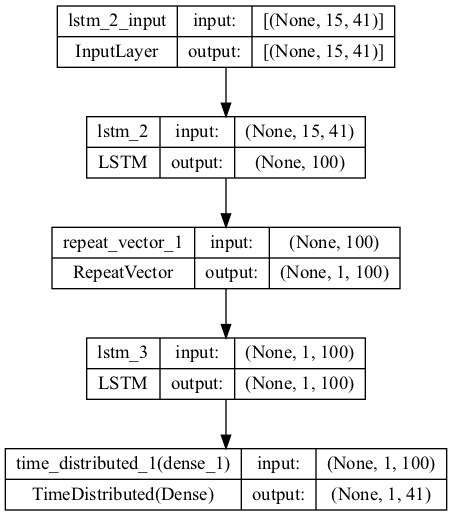 lstm_2_input input: [(None, 15, 41)]
InputLayer output: [(None, 15, 41)]
lstm_2 input: (None, 15, 41)
LSTM output: (None, 100)
repeat_vector_1 input: (None, 100)
RepeatVector output: (None, 1, 100)
lstm_3 input: (None, 1, 100)
LSTM output: (None, 1, 100)
time_distributed_1(dense_1) input: (None, 1, 100)
TimeDistributed(Dense) output: (None, 1, 41)